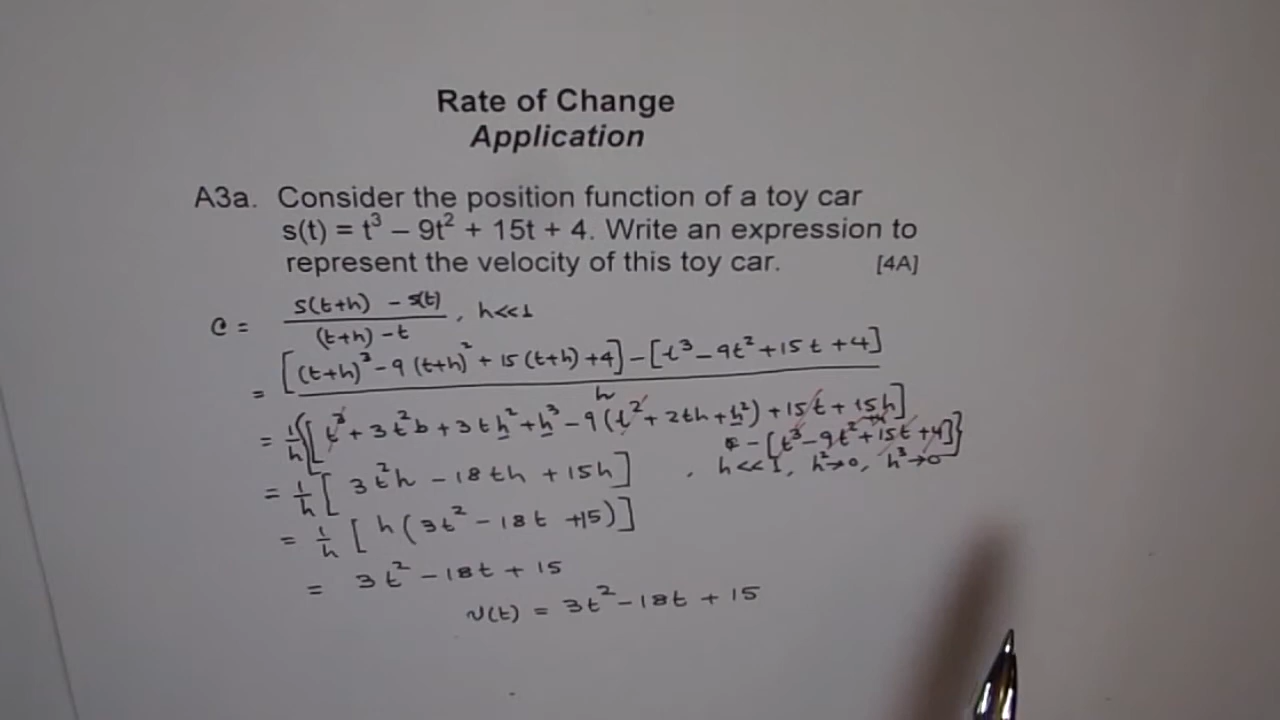 Rate of Change
Application
A3a. Consider the position function of a toy car
s(t) = t³ – 9t² + 15t + 4. Write an expression to
represent the velocity of this toy car. [4A]
= s(t+h) - s(t) / (t+h) - t , h<<1
= [(t+h)³ - 9(t+h)² + 15(t+h) + 4] - [t³ - 9t² + 15t + 4] / h
= 1/h {[t³ + 3t²b + 3th² + h³ - 9(t² + 2th + h²) + 15t + 15h]
- [t³ - 9t² + 15t + 4]}
= 1/h [3t²h - 18th + 15h] , h<<1, h²→0, h³→0
= 1/h [h(3t² - 18t + 15)]
= 3t² - 18t + 15
v(t) = 3t² - 18t + 15